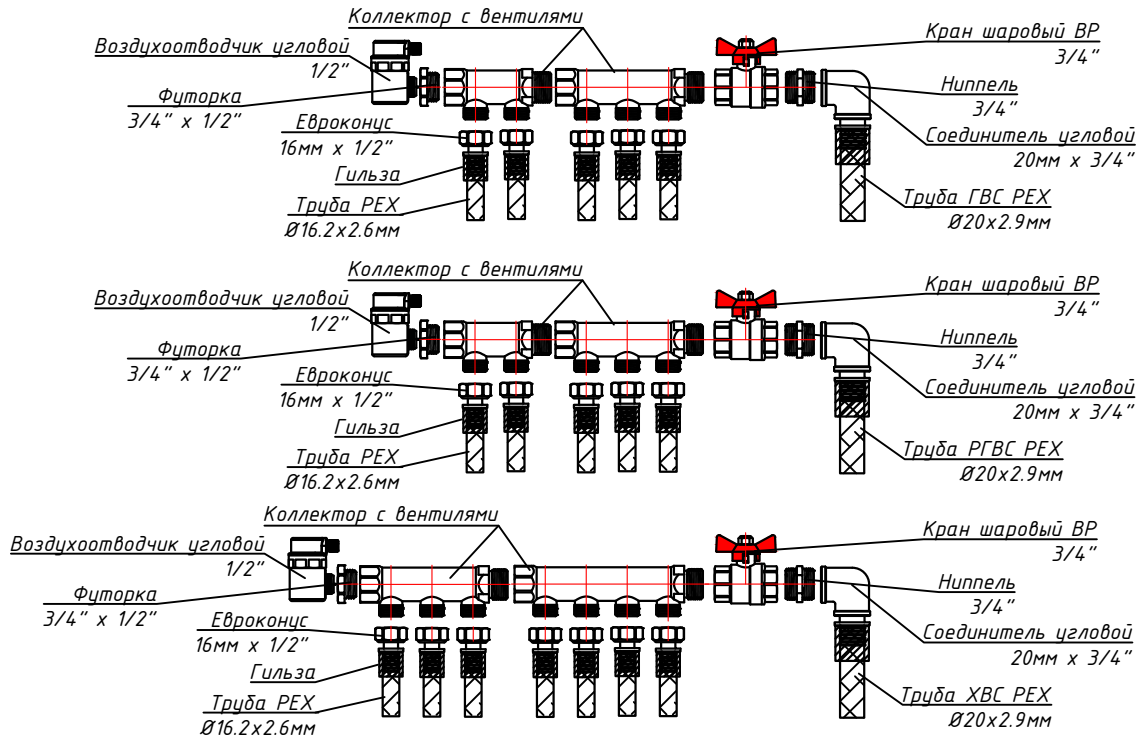 Коллектор с вентилями
Воздухоотводчик угловой
1/2"
Кран шаровый ВР
3/4"
Футорка
3/4" x 1/2"
Ниппель
3/4"
Евроконус
16мм x 1/2"
Соединитель угловой
20мм x 3/4"
Гильза
Труба PEX
Ø16.2x2.6мм
Труба ГВС PEX
Ø20x2.9мм
Коллектор с вентилями
Воздухоотводчик угловой
1/2"
Кран шаровый ВР
3/4"
Футорка
3/4" x 1/2"
Ниппель
3/4"
Евроконус
16мм x 1/2"
Соединитель угловой
20мм x 3/4"
Гильза
Труба PEX
Ø16.2x2.6мм
Труба РГВС PEX
Ø20x2.9мм
Коллектор с вентилями
Воздухоотводчик угловой
1/2"
Кран шаровый ВР
3/4"
Футорка
3/4" x 1/2"
Ниппель
3/4"
Евроконус
16мм x 1/2"
Соединитель угловой
20мм x 3/4"
Гильза
Труба PEX
Ø16.2x2.6мм
Труба ХВС PEX
Ø20x2.9мм